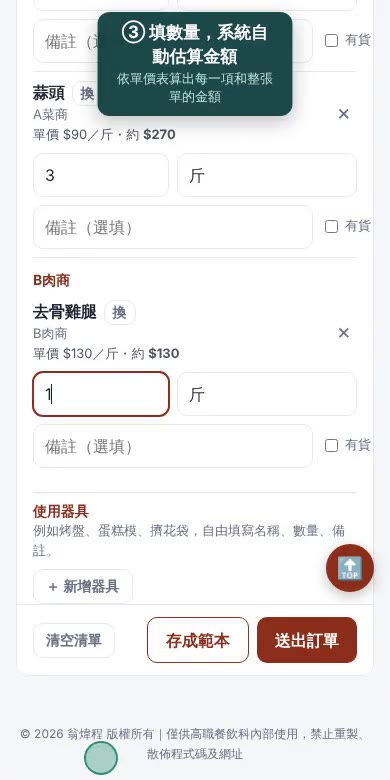 備註（選
有貨
③ 填數量，系統自
動估算金額
依單價表算出每一項和整張
單的金額
蒜頭 換
A菜商
單價 $90／斤・約 $270
×
3 斤
備註（選填） 有貨
B肉商
去骨雞腿 換
B肉商
單價 $130／斤・約 $130
×
1 斤
備註（選填） 有貨
使用器具
例如烤盤、蛋糕模、擠花袋，自由填寫名稱、數量、備
註。
＋ 新增器具
TOP
清空清單 存成範本 送出訂單
© 2026 翁煒程 版權所有｜僅供高職餐飲科內部使用，禁止重製、
散佈程式碼及網址